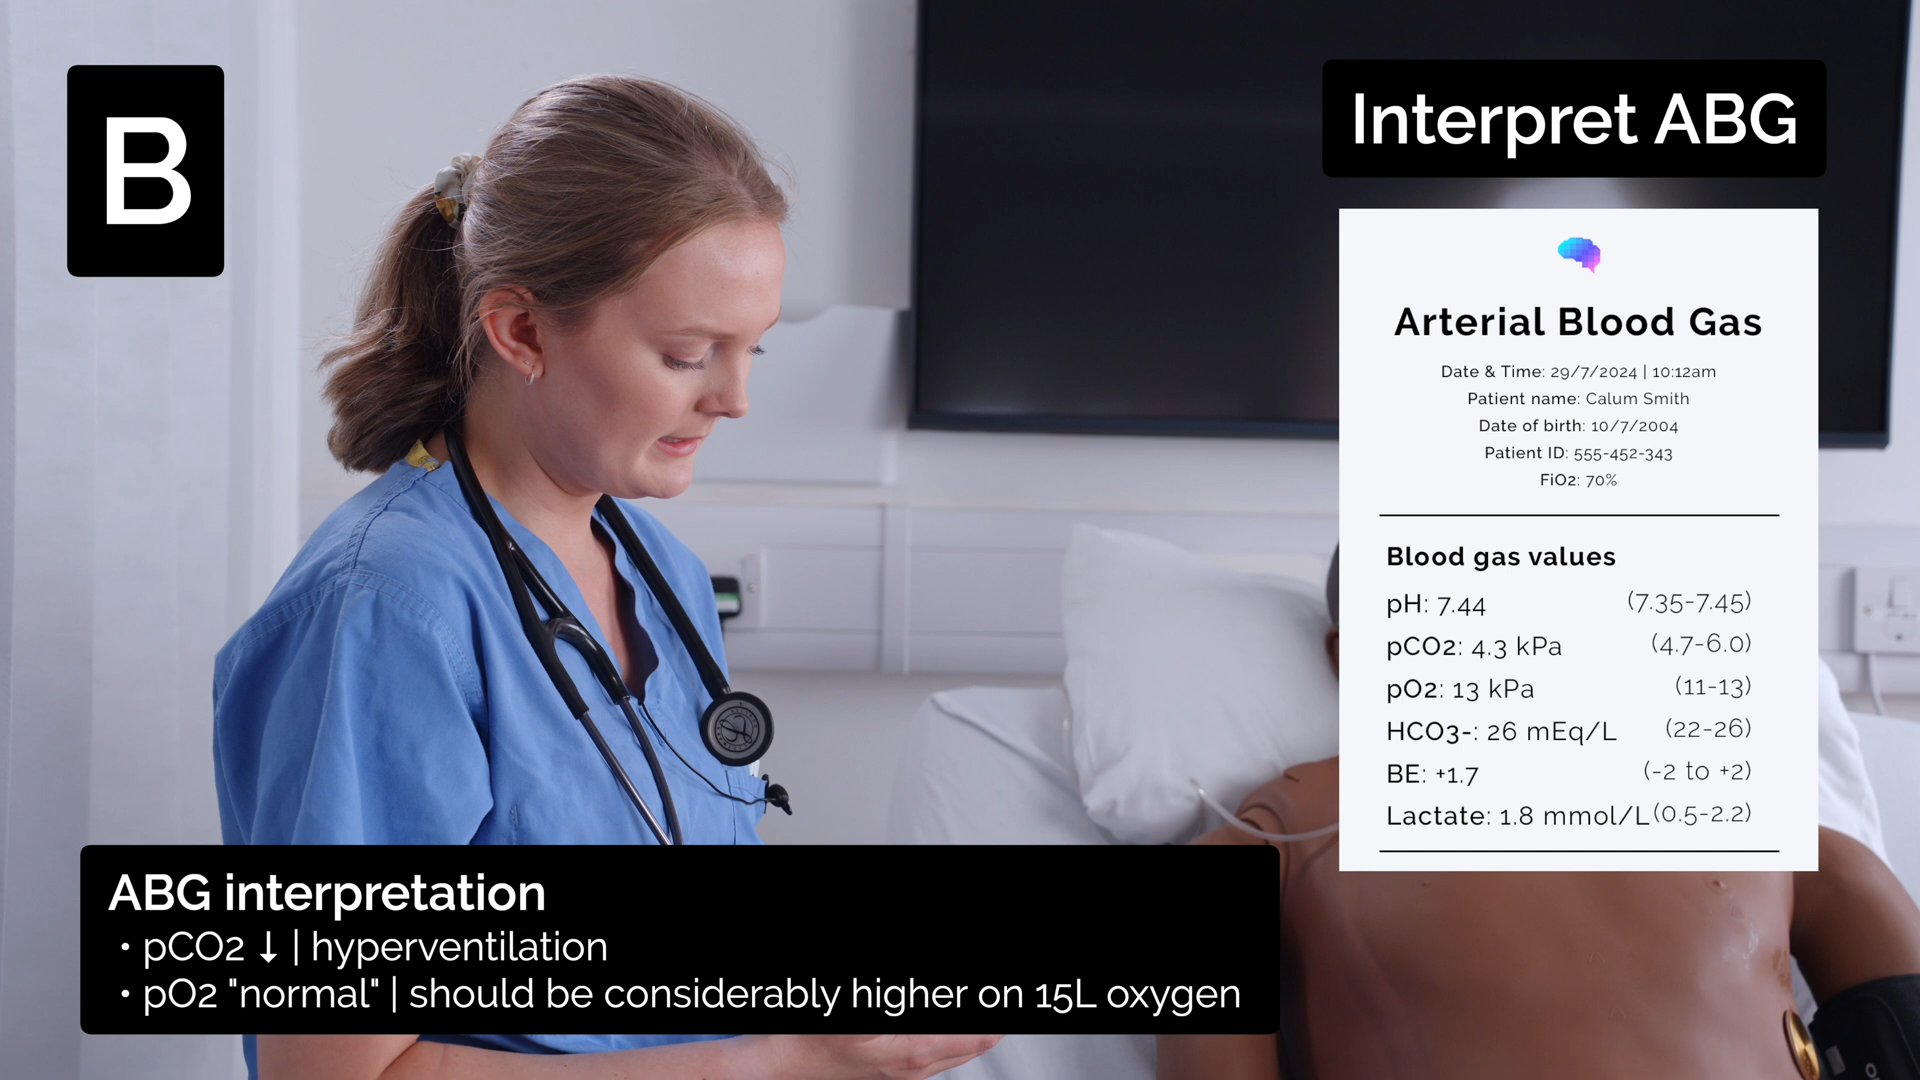 B
Interpret ABG
Arterial Blood Gas
Date & Time: 29/7/2024 | 10:12am
Patient name: Calum Smith
Date of birth: 10/7/2004
Patient ID: 555-452-343
FiO2: 70%
Blood gas values
pH: 7.44 (7.35-7.45)
pCO2: 4.3 kPa (4.7-6.0)
pO2: 13 kPa (11-13)
HCO3-: 26 mEq/L (22-26)
BE: +1.7 (-2 to +2)
Lactate: 1.8 mmol/L (0.5-2.2)
ABG interpretation
• pCO2 ↓ | hyperventilation
• pO2 "normal" | should be considerably higher on 15L oxygen